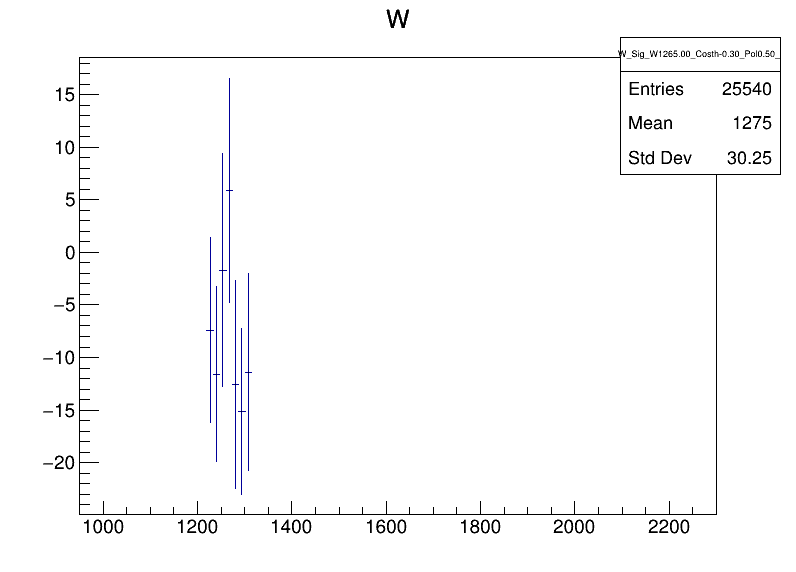 W
W_Sig_W1265.00_Costh-0.30_Pol0.50_
Entries 25540
Mean 1275
Std Dev 30.25
15
10
5
0
−5
−10
−15
−20
1000 1200 1400 1600 1800 2000 2200